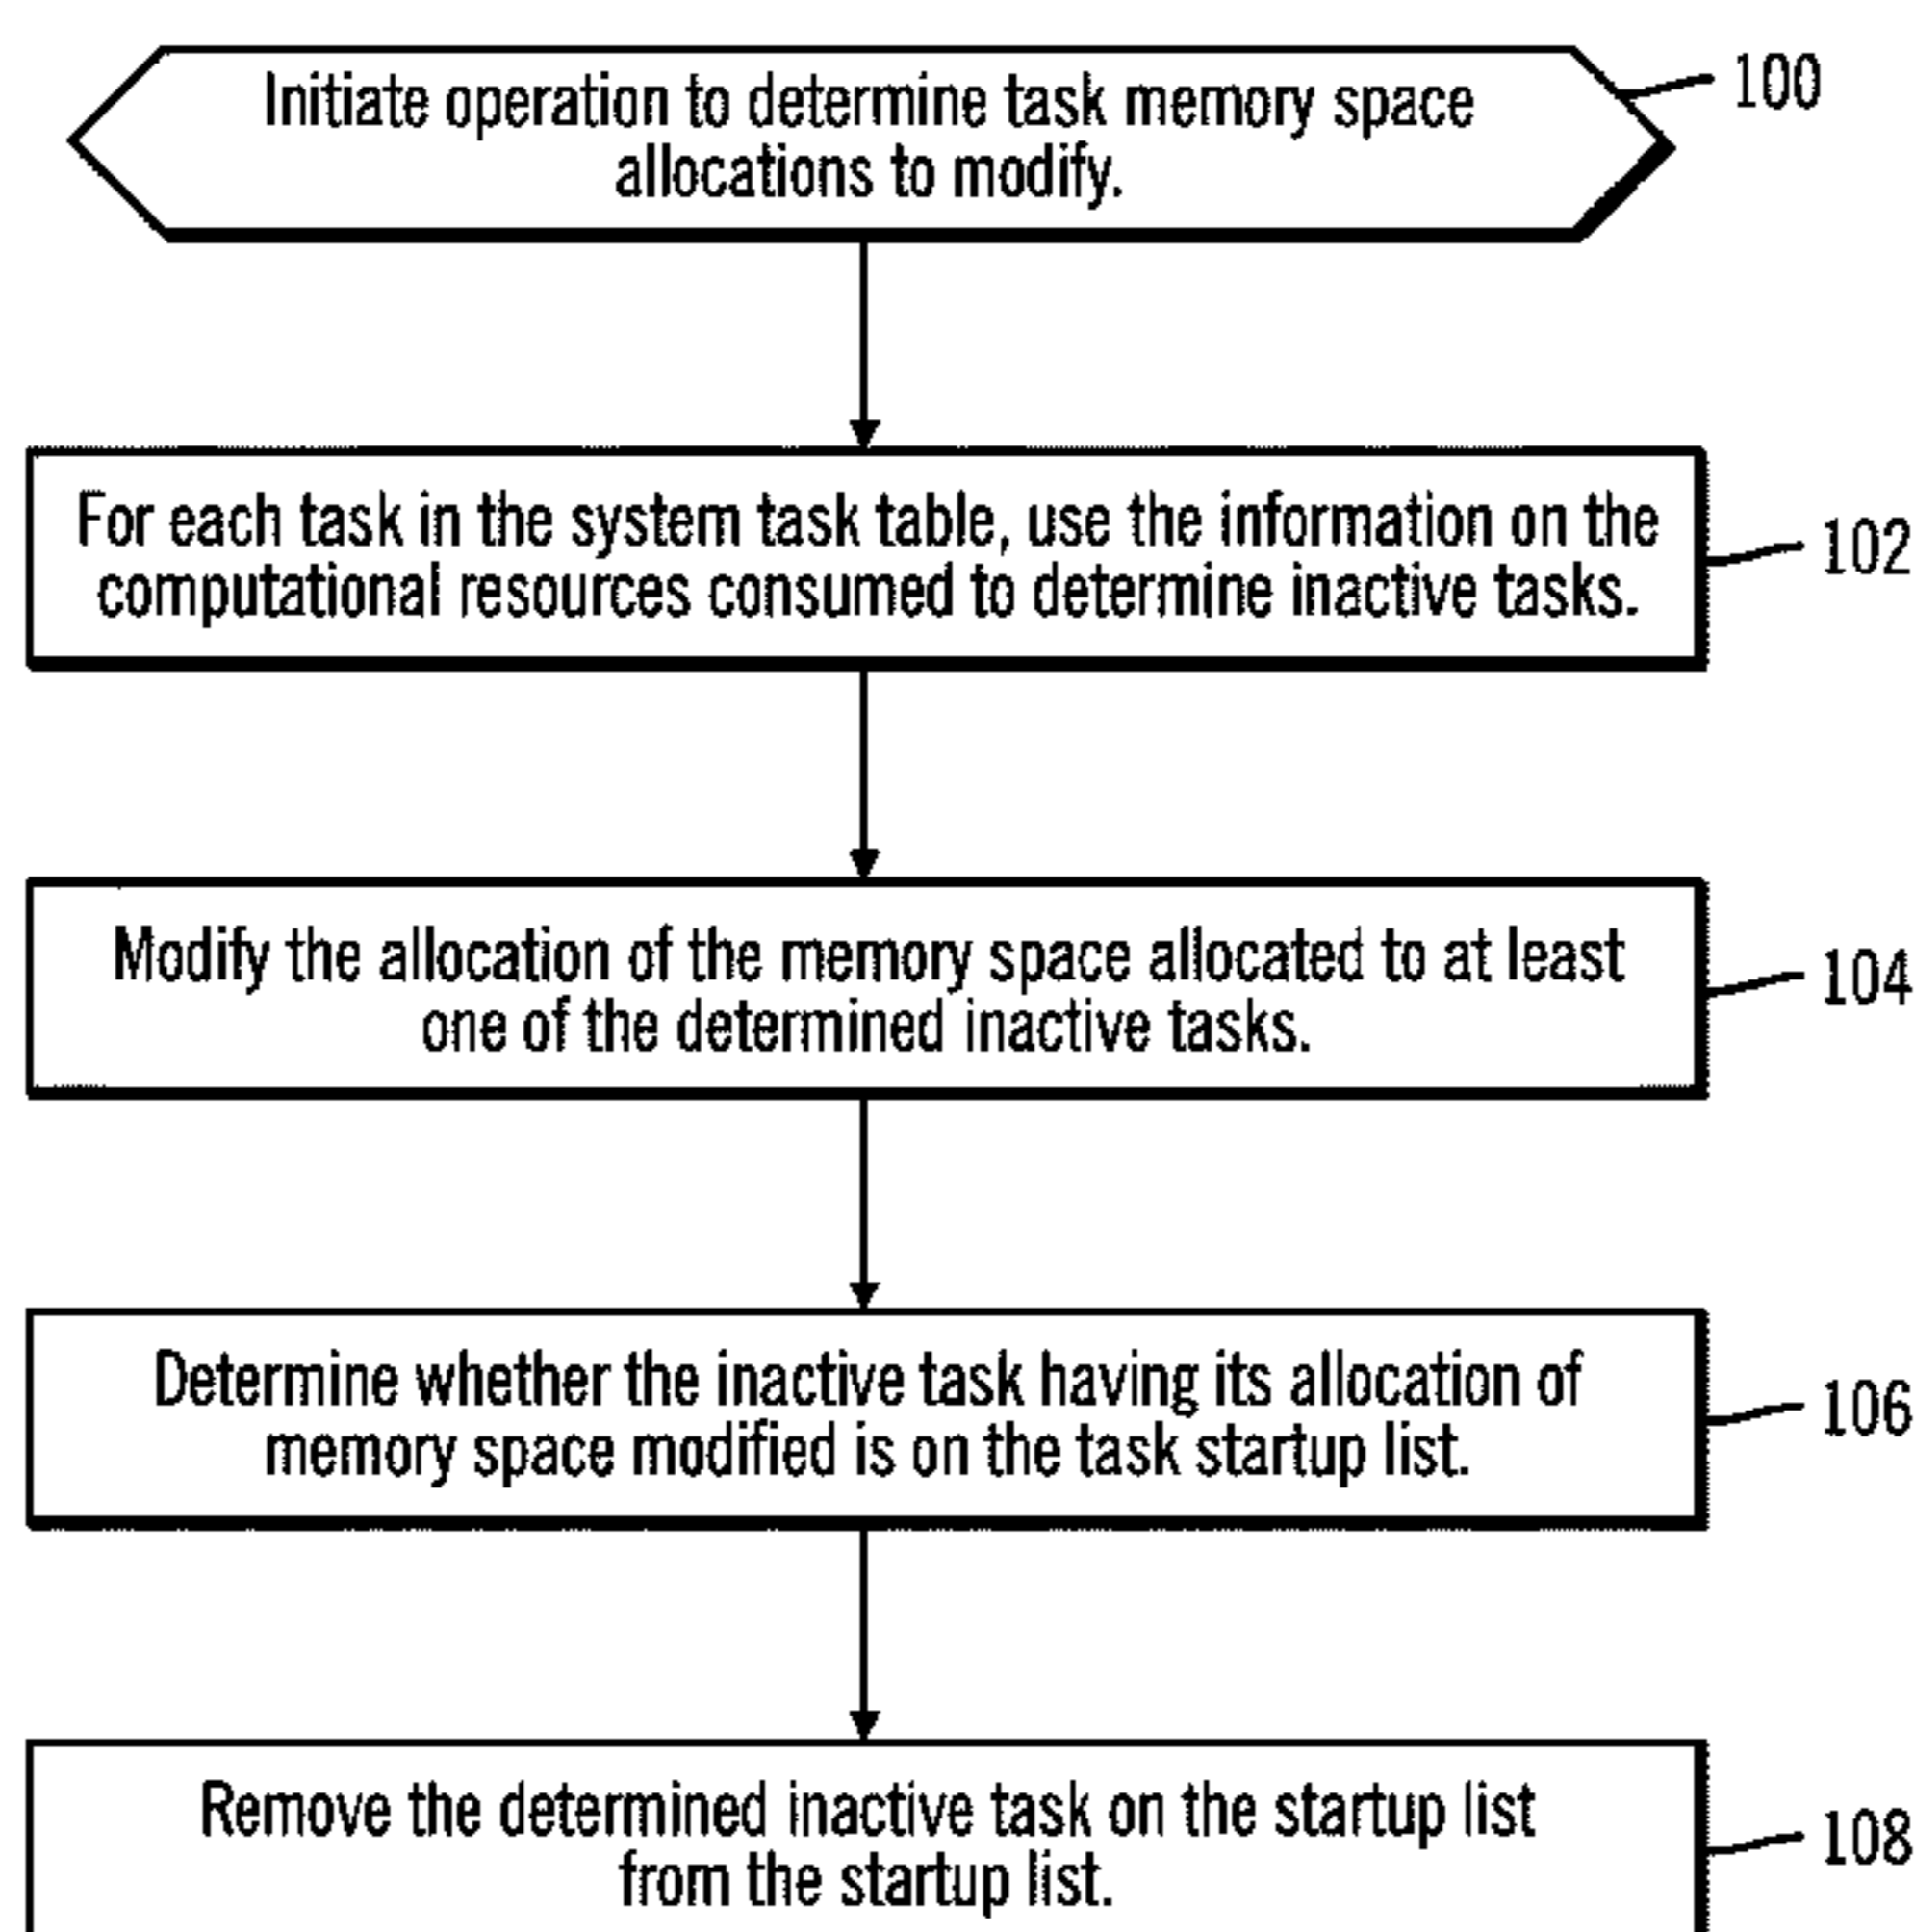 Initiate operation to determine task memory space
allocations to modify.
100
For each task in the system task table, use the information on the
computational resources consumed to determine inactive tasks.
102
Modify the allocation of the memory space allocated to at least
one of the determined inactive tasks.
104
Determine whether the inactive task having its allocation of
memory space modified is on the task startup list.
106
Remove the determined inactive task on the startup list
from the startup list.
108